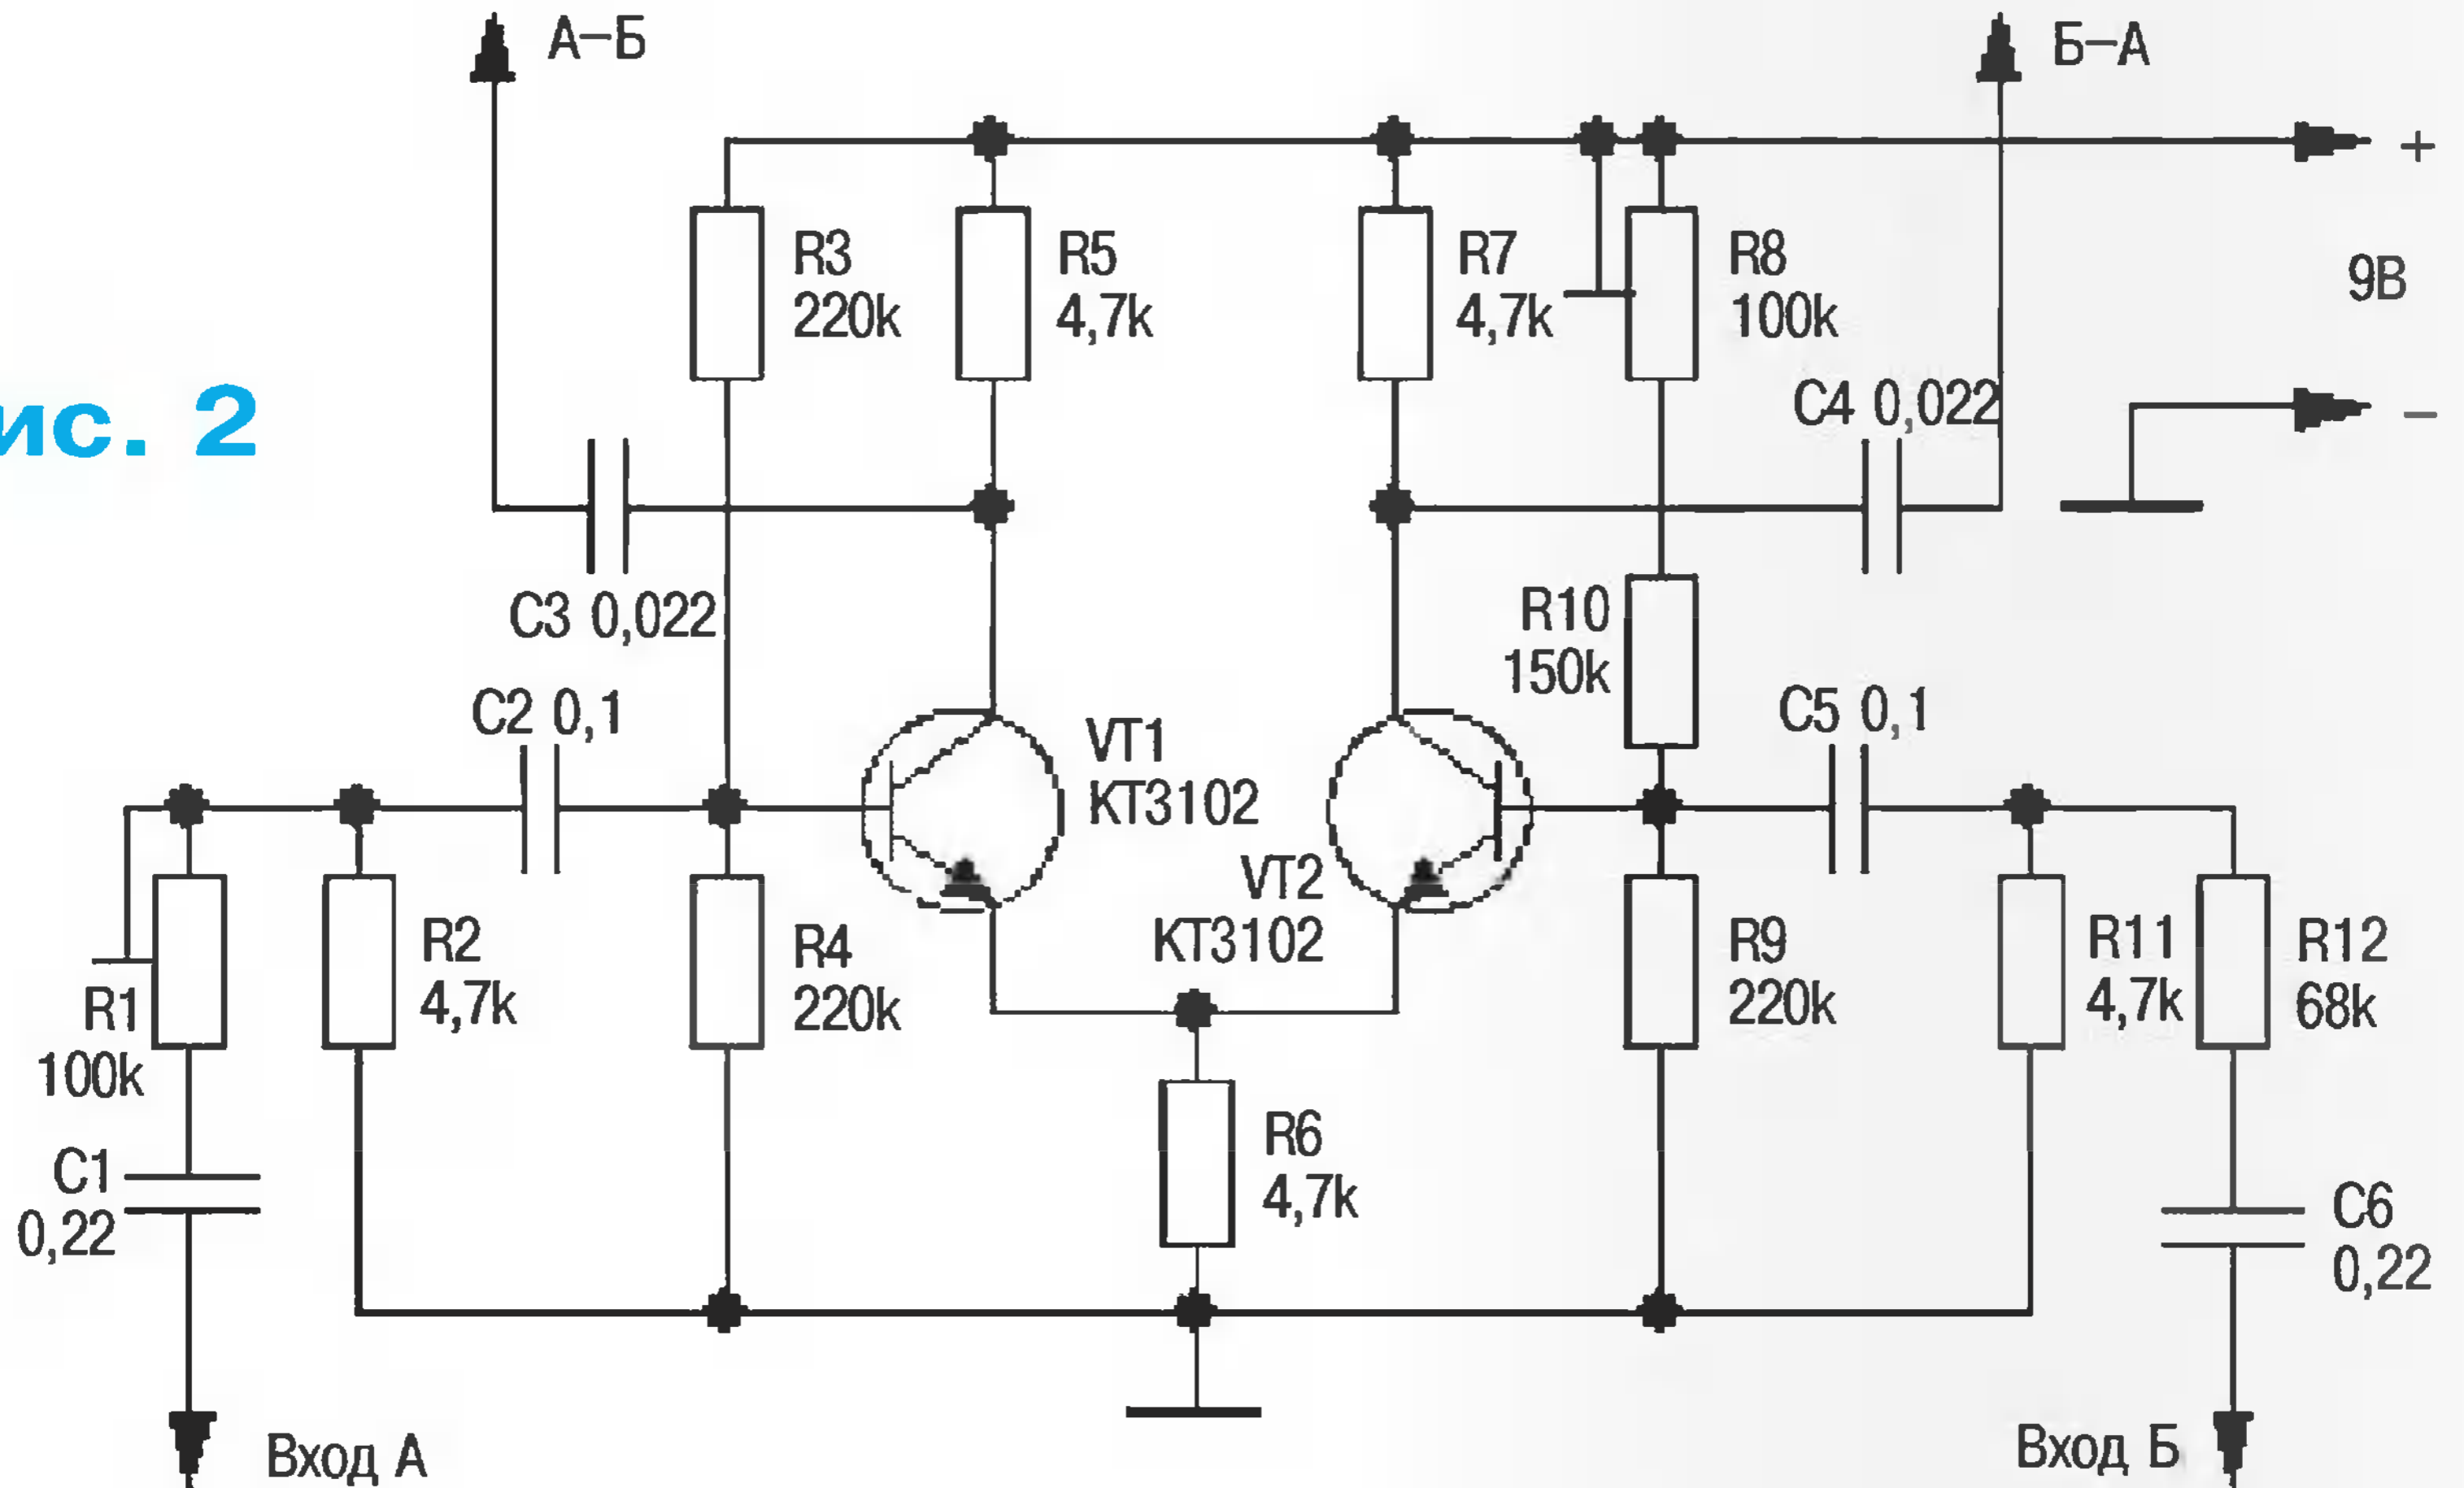 А–Б
Б–А
+
R3
220k
R5
4,7k
R7
4,7k
R8
100k
9В
ис. 2
C4 0,022
–
C3 0,022
R10
150k
C2 0,1
C5 0,1
VT1
КТ3102
VT2
КТ3102
R1
100k
R2
4,7k
R4
220k
R9
220k
R11
4,7k
R12
68k
R6
4,7k
C1
0,22
C6
0,22
Вход А
Вход Б